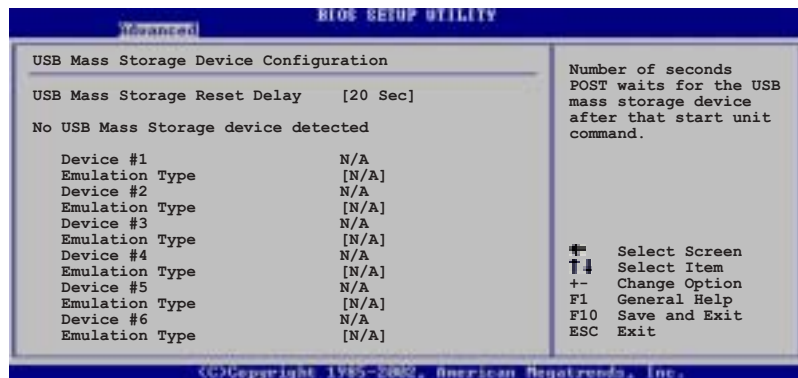 BIOS SETUP UTILITY
Advanced
USB Mass Storage Device Configuration
USB Mass Storage Reset Delay [20 Sec]
No USB Mass Storage device detected
Device #1 N/A
Emulation Type [N/A]
Device #2 N/A
Emulation Type [N/A]
Device #3 N/A
Emulation Type [N/A]
Device #4 N/A
Emulation Type [N/A]
Device #5 N/A
Emulation Type [N/A]
Device #6 N/A
Emulation Type [N/A]
Number of seconds
POST waits for the USB
mass storage device
after that start unit
command.
Select Screen
↑↓ Select Item
+- Change Option
F1 General Help
F10 Save and Exit
ESC Exit
(C)Copyright 1985-2002, American Megatrends, Inc.